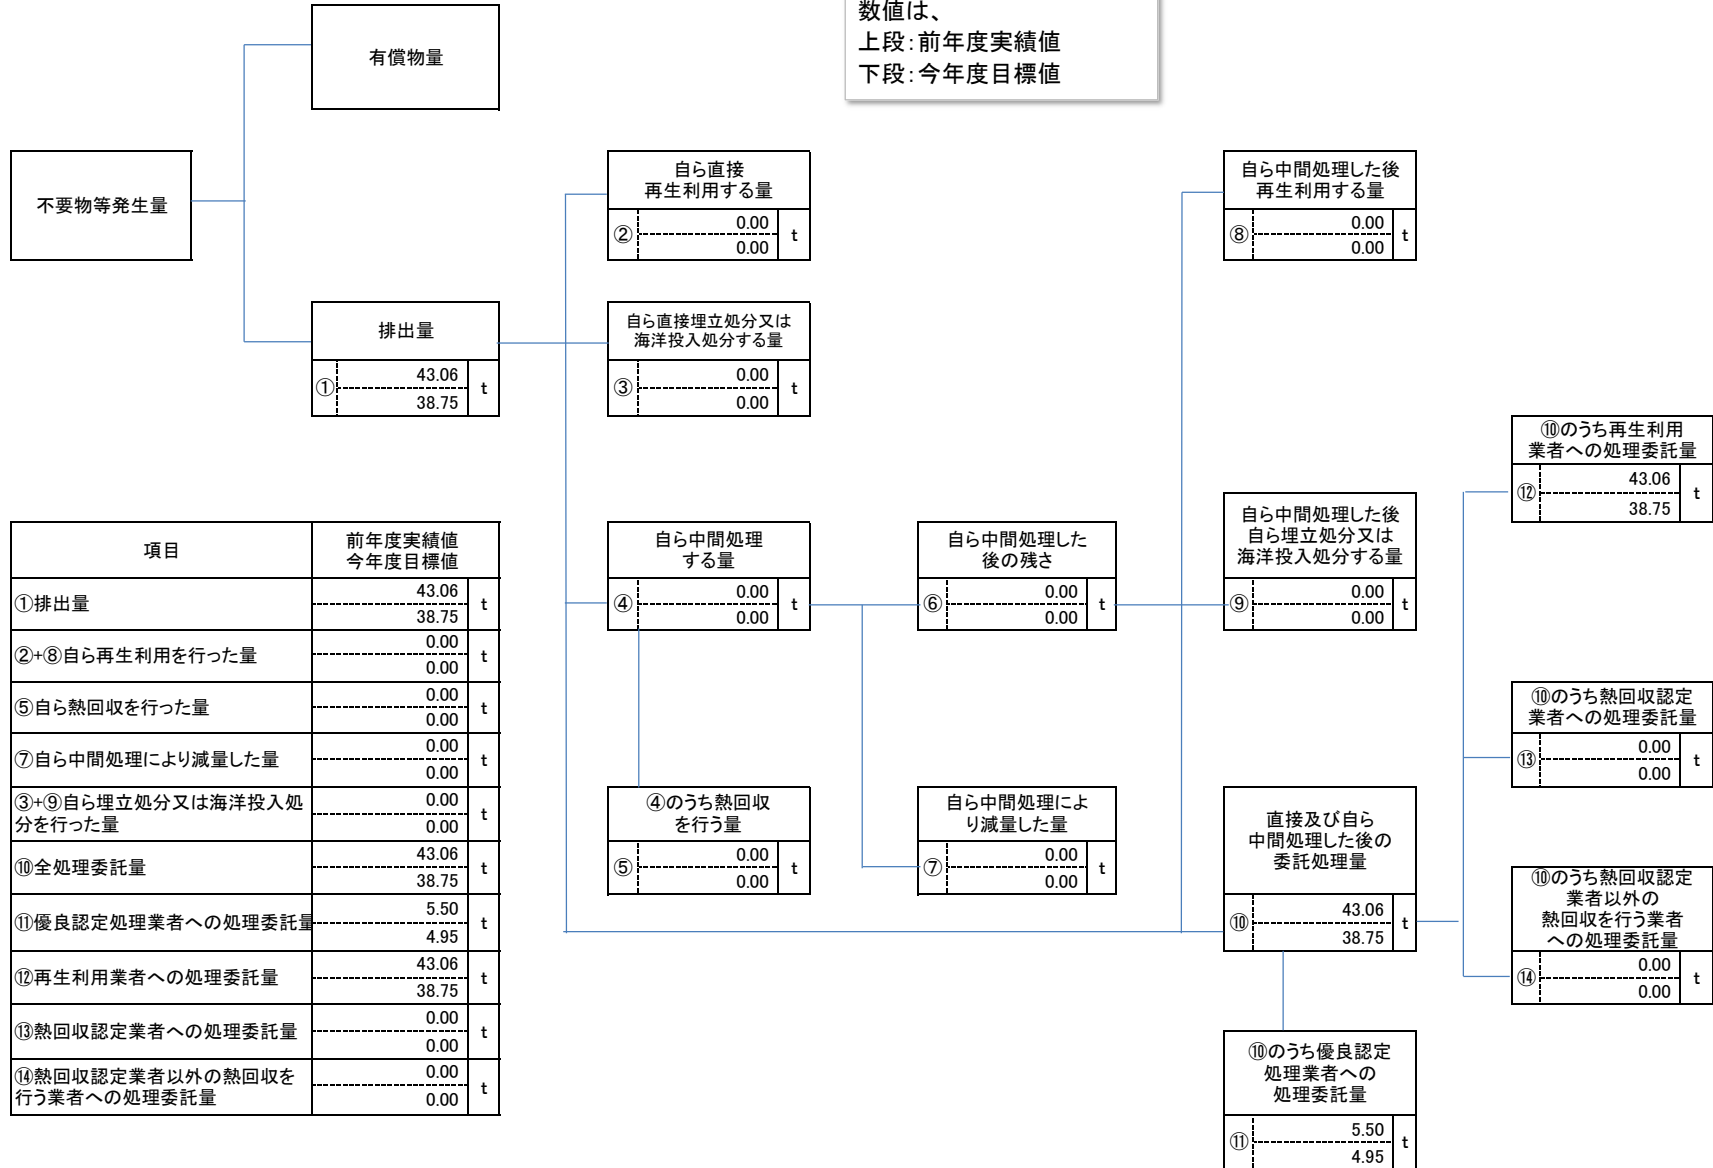 数値は、
上段:前年度実績値
下段:今年度目標値
有償物量
不要物等発生量
排出量
①
43.06
38.75
t
自ら直接
再生利用する量
②
0.00
0.00
t
自ら直接埋立処分又は
海洋投入処分する量
③
0.00
0.00
t
自ら中間処理した後
再生利用する量
⑧
0.00
0.00
t
自ら中間処理
する量
④
0.00
0.00
t
自ら中間処理した
後の残さ
⑥
0.00
0.00
t
自ら中間処理した後
自ら埋立処分又は
海洋投入処分する量
⑨
0.00
0.00
t
④のうち熱回収
を行う量
⑤
0.00
0.00
t
自ら中間処理によ
り減量した量
⑦
0.00
0.00
t
直接及び自ら
中間処理した後の
委託処理量
⑩
43.06
38.75
t
⑩のうち優良認定
処理業者への
処理委託量
⑪
5.50
4.95
t
⑩のうち再生利用
業者への処理委託量
⑫
43.06
38.75
t
⑩のうち熱回収認定
業者への処理委託量
⑬
0.00
0.00
t
⑩のうち熱回収認定
業者以外の
熱回収を行う業者
への処理委託量
⑭
0.00
0.00
t
項目
前年度実績値
今年度目標値
①排出量
43.06
38.75
t
②+⑧自ら再生利用を行った量
0.00
0.00
t
⑤自ら熱回収を行った量
0.00
0.00
t
⑦自ら中間処理により減量した量
0.00
0.00
t
③+⑨自ら埋立処分又は海洋投入処
分を行った量
0.00
0.00
t
⑩全処理委託量
43.06
38.75
t
⑪優良認定処理業者への処理委託量
5.50
4.95
t
⑫再生利用業者への処理委託量
43.06
38.75
t
⑬熱回収認定業者への処理委託量
0.00
0.00
t
⑭熱回収認定業者以外の熱回収を
行う業者への処理委託量
0.00
0.00
t